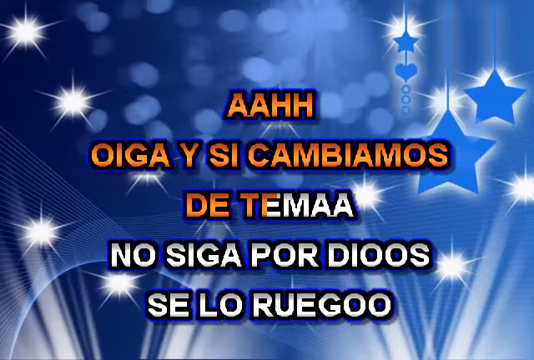 AAHH
OIGA Y SI CAMBIAMOS
DE TEMAA
NO SIGA POR DIOOS
SE LO RUEGOO